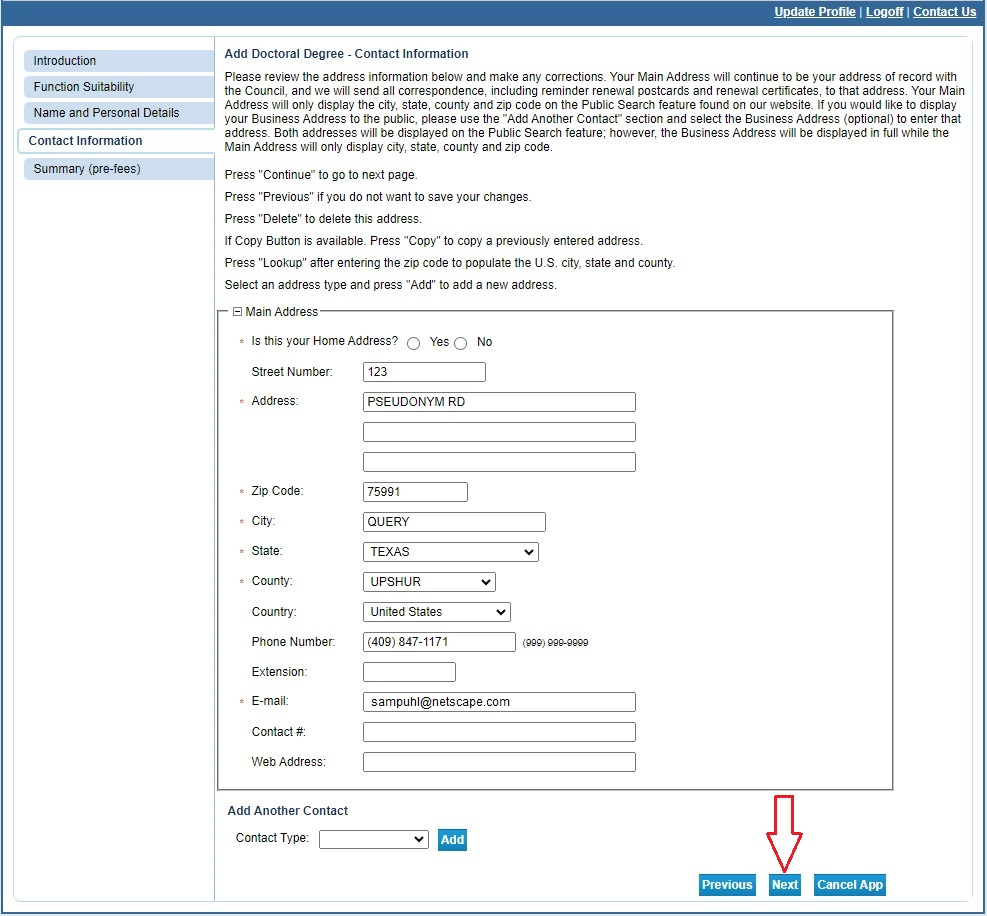 Update Profile | Logoff | Contact Us
Introduction
Function Suitability
Name and Personal Details
Contact Information
Summary (pre-fees)
Add Doctoral Degree - Contact Information
Please review the address information below and make any corrections. Your Main Address will continue to be your address of record with
the Council, and we will send all correspondence, including reminder renewal postcards and renewal certificates, to that address. Your Main
Address will only display the city, state, county and zip code on the Public Search feature found on our website. If you would like to display
your Business Address to the public, please use the "Add Another Contact" section and select the Business Address (optional) to enter that
address. Both addresses will be displayed on the Public Search feature; however, the Business Address will be displayed in full while the
Main Address will only display city, state, county and zip code.
Press "Continue" to go to next page.
Press "Previous" if you do not want to save your changes.
Press "Delete" to delete this address.
If Copy Button is available. Press "Copy" to copy a previously entered address.
Press "Lookup" after entering the zip code to populate the U.S. city, state and county.
Select an address type and press "Add" to add a new address.
Main Address
* Is this your Home Address? Yes No
Street Number: 123
* Address: PSEUDONYM RD
* Zip Code: 75991
* City: QUERY
* State: TEXAS
* County: UPSHUR
Country: United States
Phone Number: (409) 847-1171 (999) 999-9999
Extension:
* E-mail: sampuhl@netscape.com
Contact #:
Web Address:
Add Another Contact
Contact Type: Add
Previous Next Cancel App